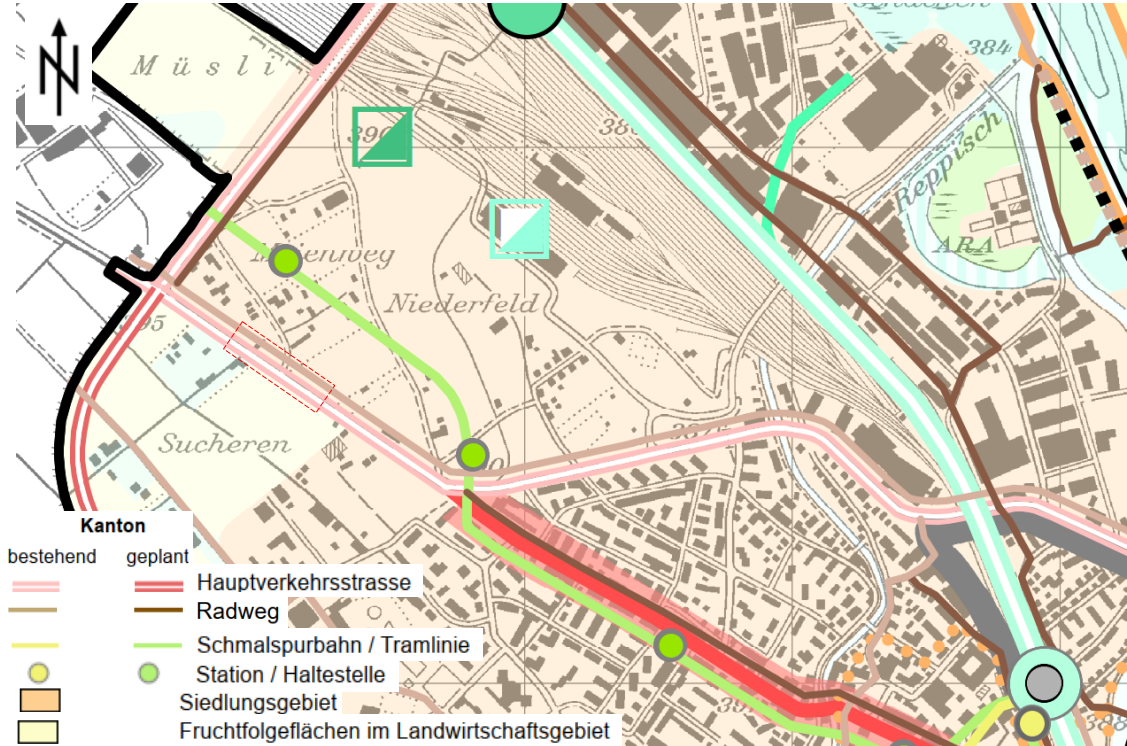 N
Müsli
384
390
Reppisch
ARA
Niederfeld
Sucheren
Kanton
bestehend geplant
Hauptverkehrsstrasse
Radweg
Schmalspurbahn / Tramlinie
Station / Haltestelle
Siedlungsgebiet
Fruchtfolgeflächen im Landwirtschaftsgebiet